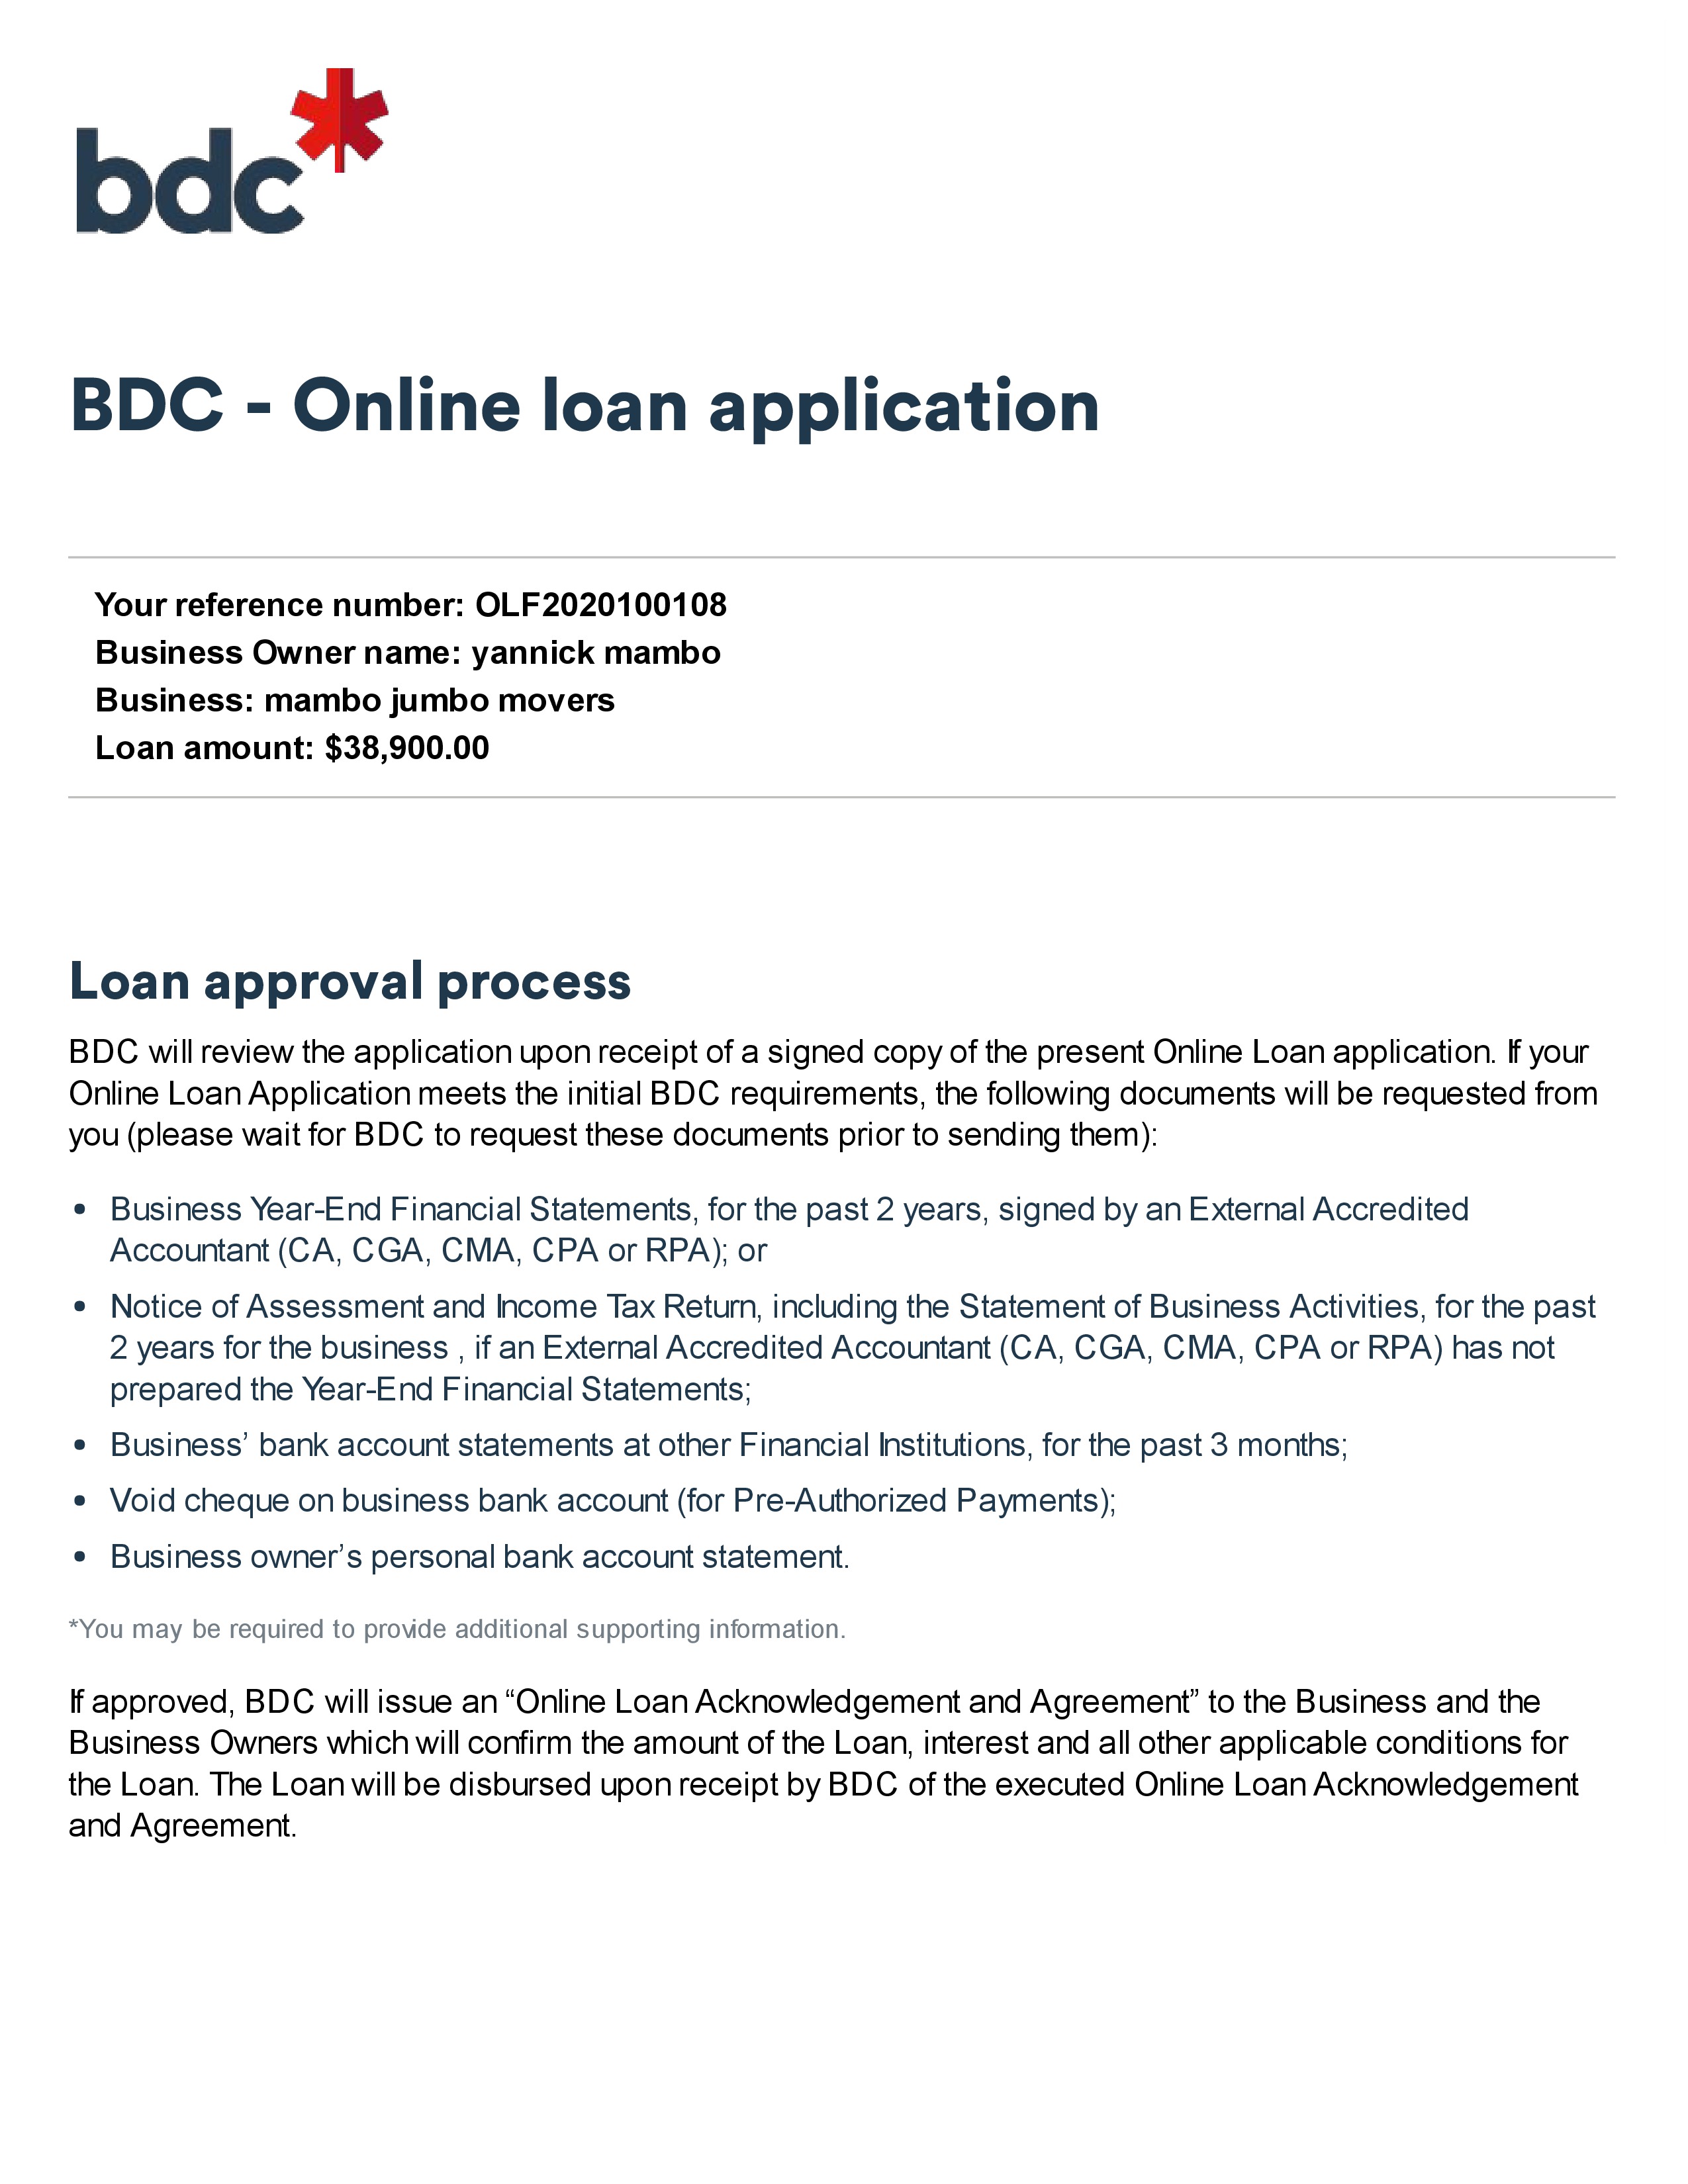 bdc*
BDC - Online loan application
Your reference number: OLF2020100108
Business Owner name: yannick mambo
Business: mambo jumbo movers
Loan amount: $38,900.00
Loan approval process
BDC will review the application upon receipt of a signed copy of the present Online Loan application. If your
Online Loan Application meets the initial BDC requirements, the following documents will be requested from
you (please wait for BDC to request these documents prior to sending them):
• Business Year-End Financial Statements, for the past 2 years, signed by an External Accredited
Accountant (CA, CGA, CMA, CPA or RPA); or
• Notice of Assessment and Income Tax Return, including the Statement of Business Activities, for the past
2 years for the business , if an External Accredited Accountant (CA, CGA, CMA, CPA or RPA) has not
prepared the Year-End Financial Statements;
• Business’ bank account statements at other Financial Institutions, for the past 3 months;
• Void cheque on business bank account (for Pre-Authorized Payments);
• Business owner’s personal bank account statement.
*You may be required to provide additional supporting information.
If approved, BDC will issue an “Online Loan Acknowledgement and Agreement” to the Business and the
Business Owners which will confirm the amount of the Loan, interest and all other applicable conditions for
the Loan. The Loan will be disbursed upon receipt by BDC of the executed Online Loan Acknowledgement
and Agreement.